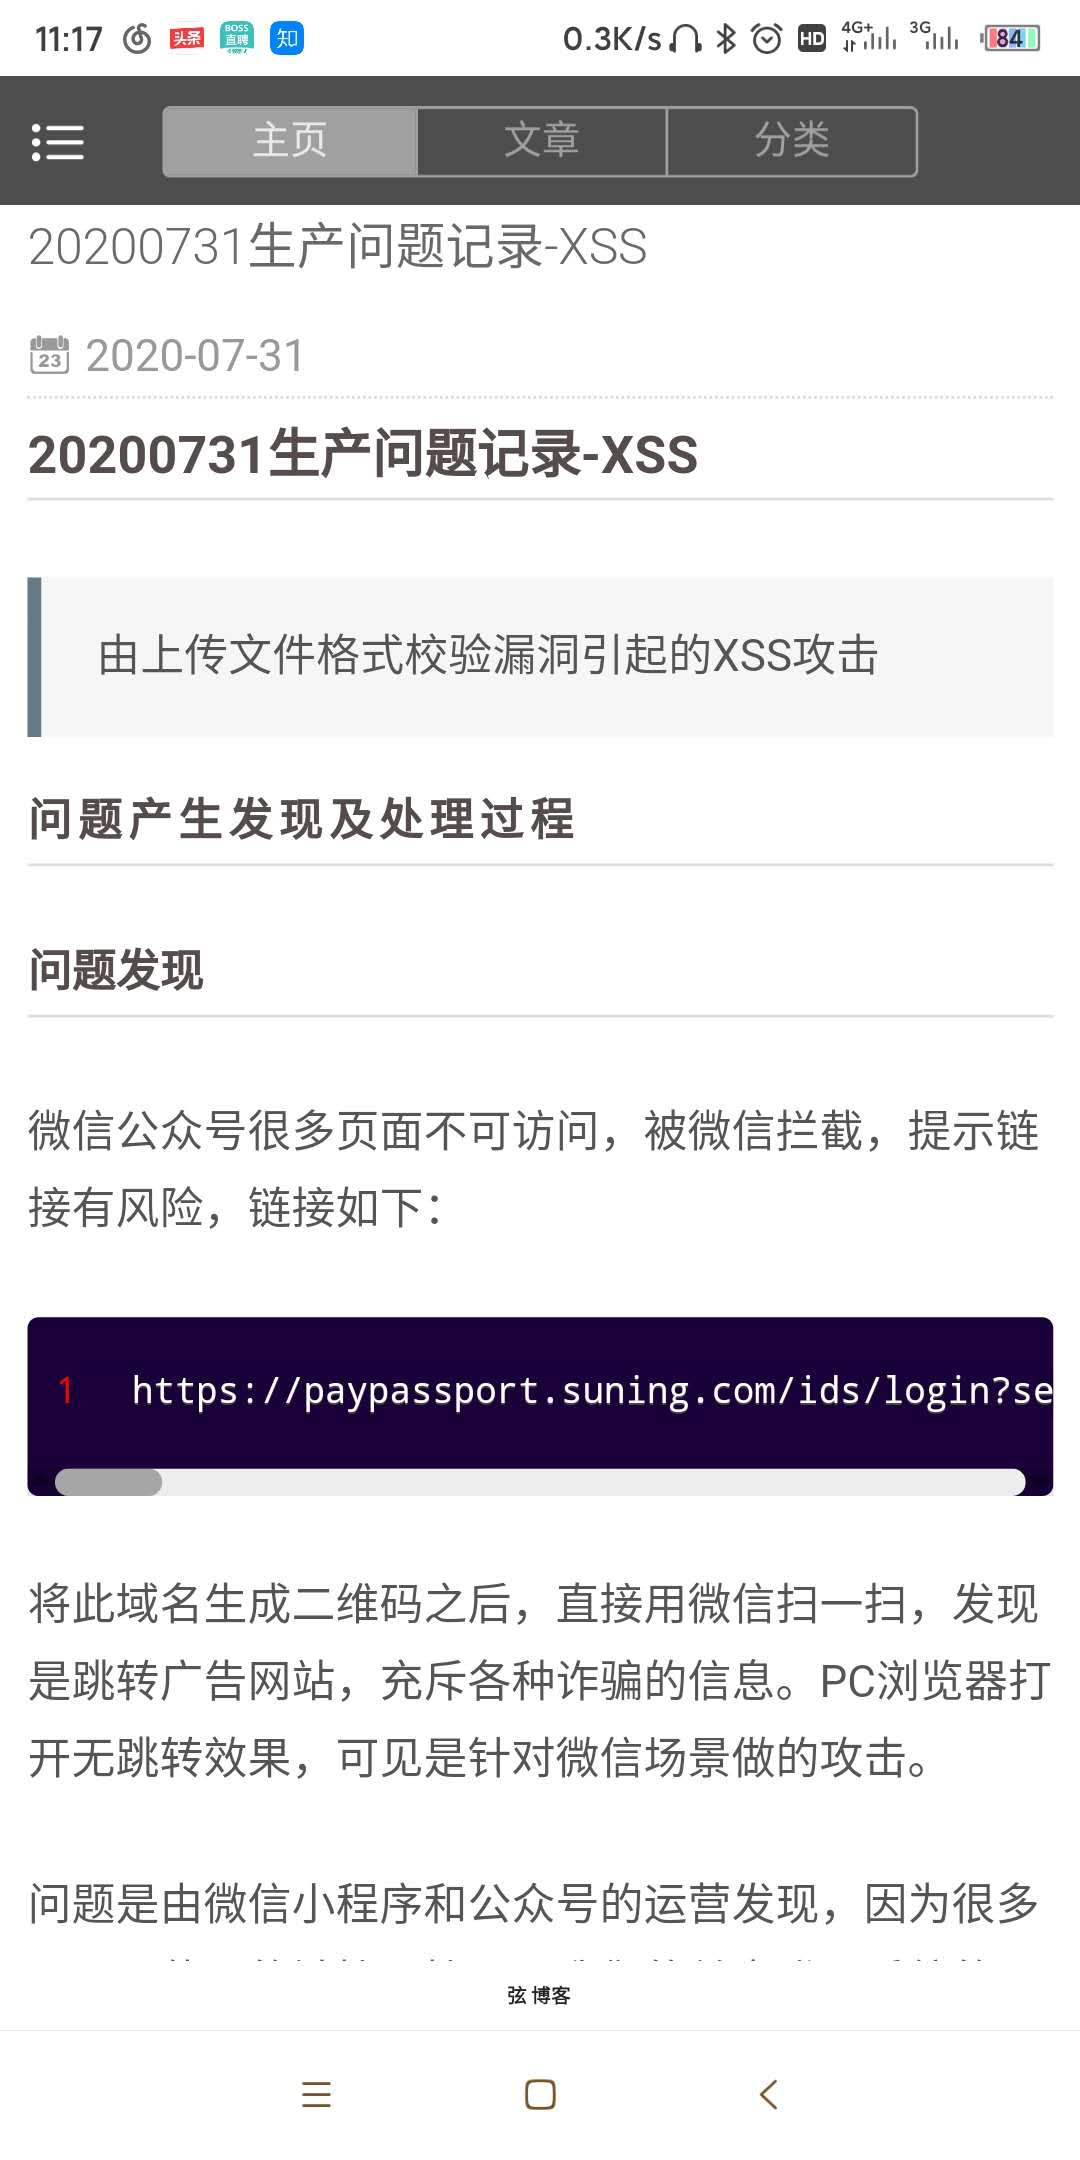 11:17 头条 BOSS直聘 知 0.3K/s HD 4G+ 3G 84
主页 文章 分类
20200731生产问题记录-XSS
23 2020-07-31
20200731生产问题记录-XSS
由上传文件格式校验漏洞引起的XSS攻击
问题产生发现及处理过程
问题发现
微信公众号很多页面不可访问，被微信拦截，提示链
接有风险，链接如下：
1 https://paypassport.suning.com/ids/login?se
将此域名生成二维码之后，直接用微信扫一扫，发现
是跳转广告网站，充斥各种诈骗的信息。PC浏览器打
开无跳转效果，可见是针对微信场景做的攻击。
问题是由微信小程序和公众号的运营发现，因为很多
弦 博客